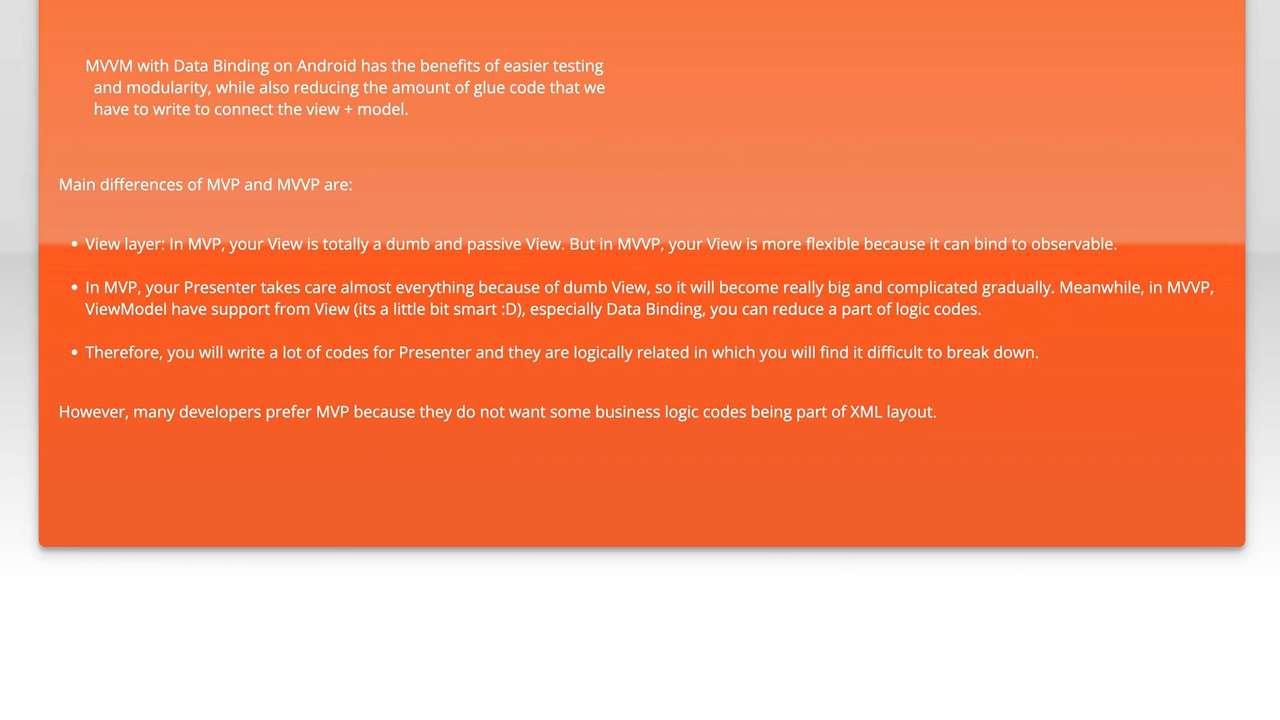 MVVM with Data Binding on Android has the benefits of easier testing
and modularity, while also reducing the amount of glue code that we
have to write to connect the view + model.
Main differences of MVP and MVVP are:
• View layer: In MVP, your View is totally a dumb and passive View. But in MVVP, your View is more flexible because it can bind to observable.
• In MVP, your Presenter takes care almost everything because of dumb View, so it will become really big and complicated gradually. Meanwhile, in MVVP,
ViewModel have support from View (its a little bit smart :D), especially Data Binding, you can reduce a part of logic codes.
• Therefore, you will write a lot of codes for Presenter and they are logically related in which you will find it difficult to break down.
However, many developers prefer MVP because they do not want some business logic codes being part of XML layout.